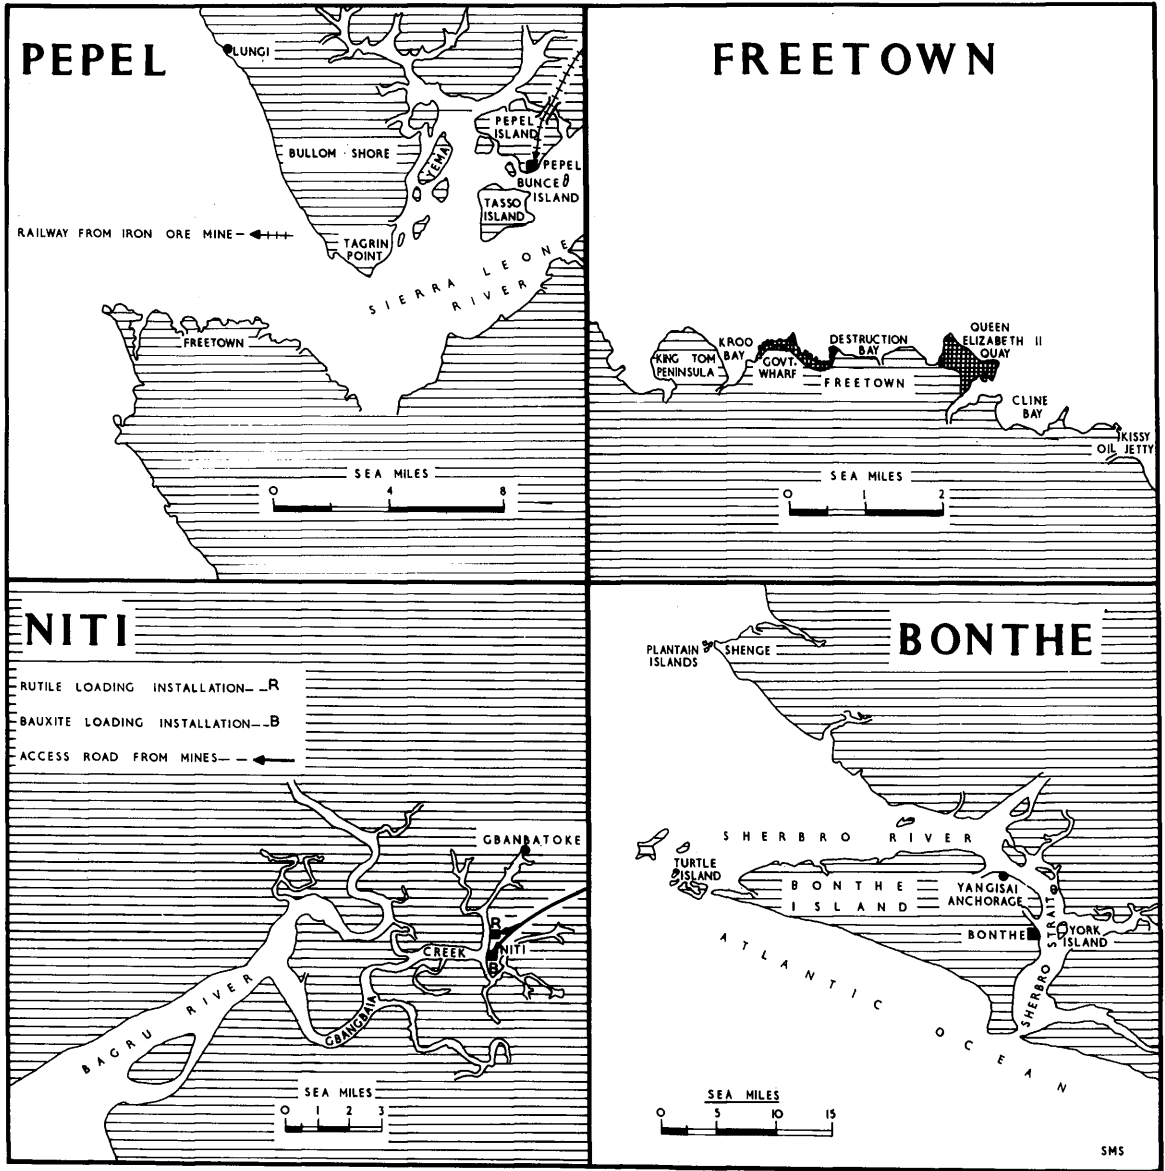 PEPEL
LUNGI
PEPEL
ISLAND
BULLOM SHORE
YEMA
PEPEL
BUNCE
ISLAND
TASSO
ISLAND
RAILWAY FROM IRON ORE MINE
TAGRIN
POINT
SIERRA LEONE
RIVER
FREETOWN
SEA MILES
0 4 8
FREETOWN
QUEEN
ELIZABETH II
QUAY
KROO
BAY
DESTRUCTION
BAY
KING TOM
PENINSULA
GOVT.
WHARF
FREETOWN
CLINE
BAY
KISSY
OIL JETTY
SEA MILES
0 1 2
NITI
RUTILE LOADING INSTALLATION R
BAUXITE LOADING INSTALLATION B
ACCESS ROAD FROM MINES
GBANBATOKE
R
NITI
B
CREEK
GBANGBAIA
BAGRU RIVER
SEA MILES
0 1 2 3
BONTHE
PLANTAIN
ISLANDS
SHENGE
SHERBRO RIVER
TURTLE
ISLAND
BONTHE
ISLAND
YANGISAI
ANCHORAGE
BONTHE
YORK
ISLAND
SHERBRO STRAIT
ATLANTIC OCEAN
SEA MILES
0 5 10 15
SMS